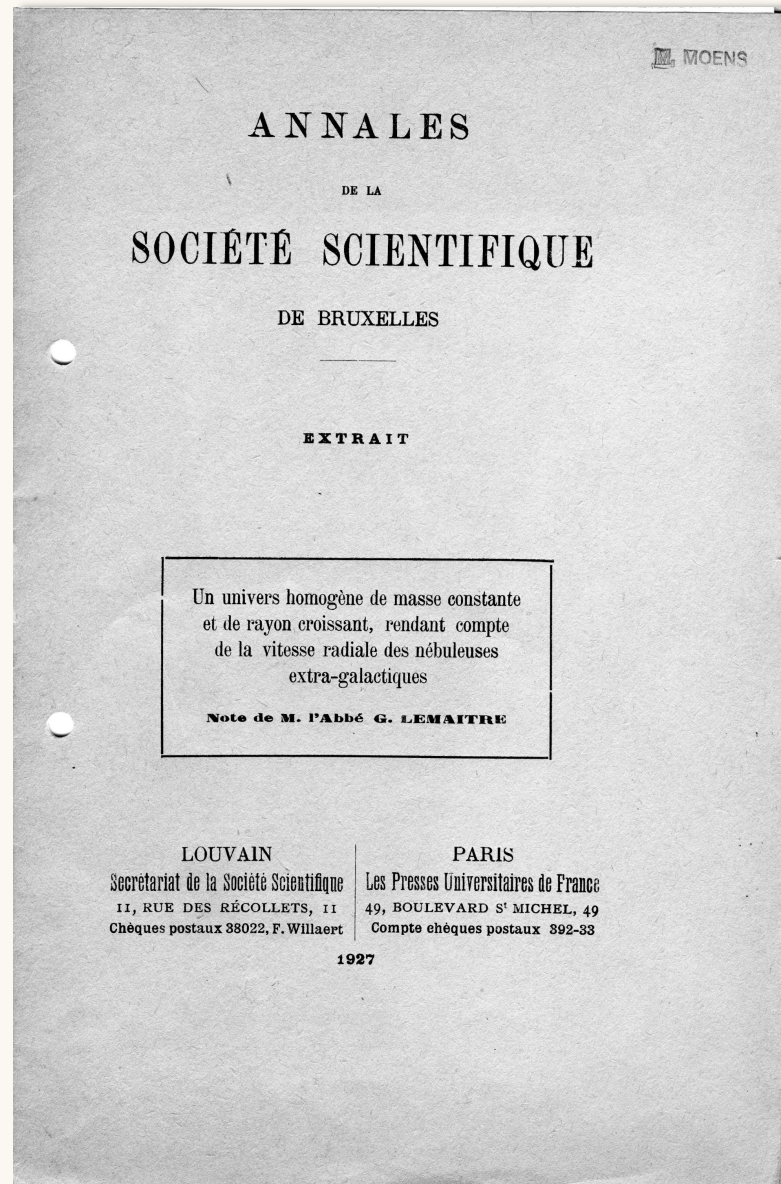 M. MOENS
ANNALES
DE LA
SOCIÉTÉ SCIENTIFIQUE
DE BRUXELLES
EXTRAIT
Un univers homogène de masse constante
et de rayon croissant, rendant compte
de la vitesse radiale des nébuleuses
extra-galactiques
Note de M. l'Abbé G. LEMAITRE
LOUVAIN
Secrétariat de la Société Scientifique
11, RUE DES RÉCOLLETS, 11
Chèques postaux 38022, F. Willaert
PARIS
Les Presses Universitaires de France
49, BOULEVARD Sᵗ MICHEL, 49
Compte chèques postaux 392-33
1927